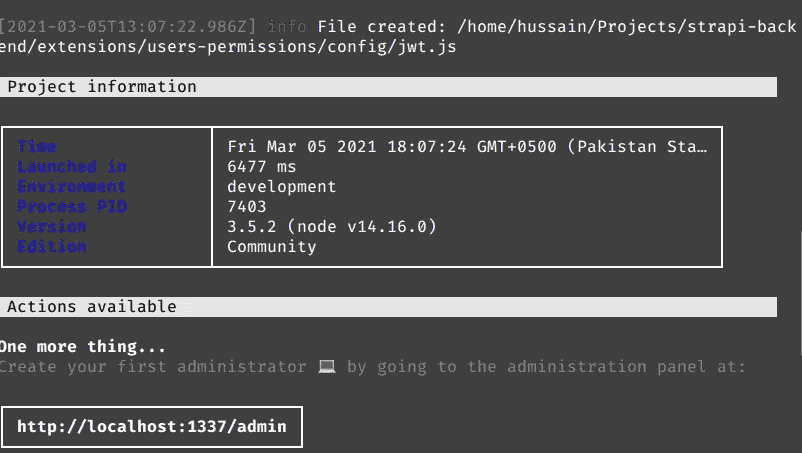 [2021-03-05T13:07:22.986Z] info File created: /home/hussain/Projects/strapi-back
end/extensions/users-permissions/config/jwt.js
Project information
Time Fri Mar 05 2021 18:07:24 GMT+0500 (Pakistan Sta…
Launched in 6477 ms
Environment development
Process PID 7403
Version 3.5.2 (node v14.16.0)
Edition Community
Actions available
One more thing...
Create your first administrator 💻 by going to the administration panel at:
http://localhost:1337/admin